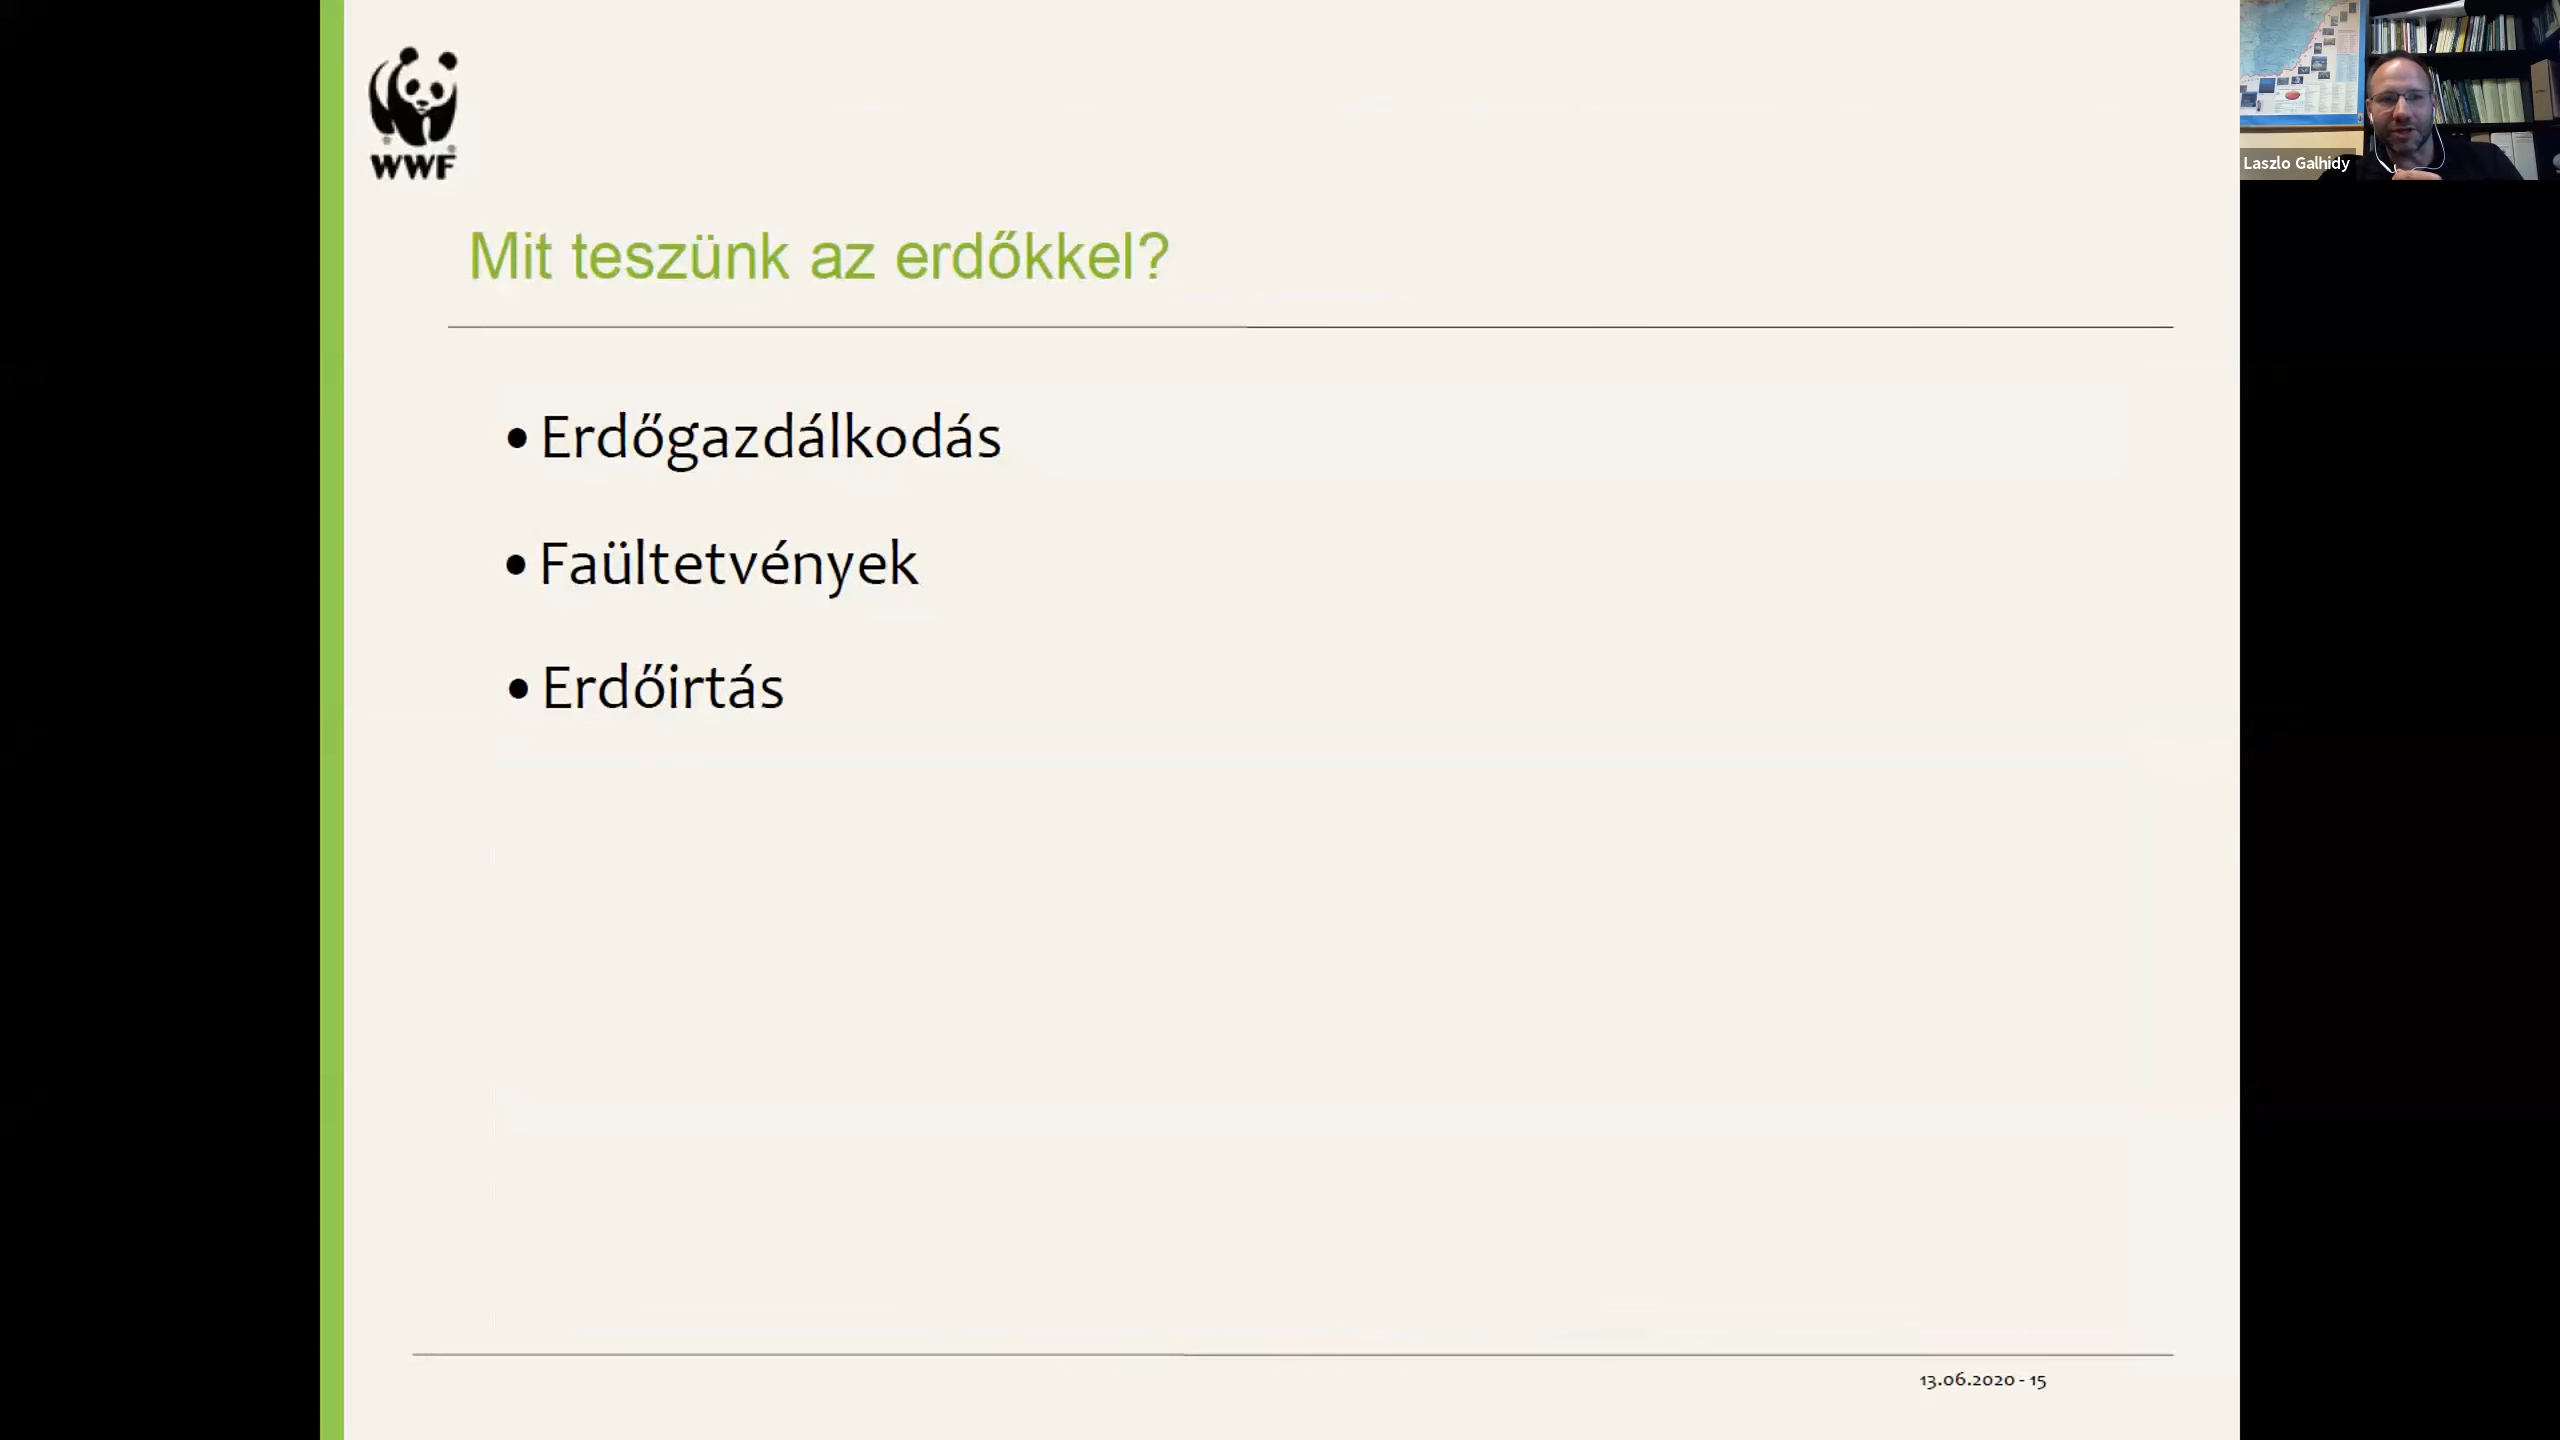 WWF
Laszlo Galhidy
Mit teszünk az erdőkkel?
• Erdőgazdálkodás
• Faültetvények
• Erdőirtás
13.06.2020 - 15